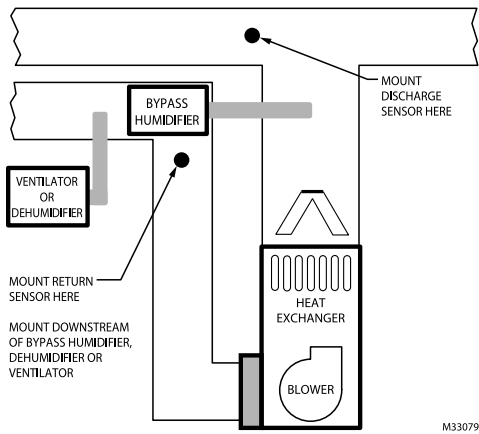 MOUNT
DISCHARGE
SENSOR HERE
BYPASS
HUMIDIFIER
VENTILATOR
OR
DEHUMIDIFIER
MOUNT RETURN
SENSOR HERE
MOUNT DOWNSTREAM
OF BYPASS HUMIDIFIER,
DEHUMIDIFIER OR
VENTILATOR
HEAT
EXCHANGER
BLOWER
M33079